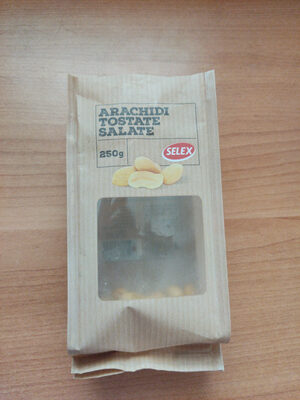 ARACHIDI
TOSTATE
SALATE
250g
SELEX